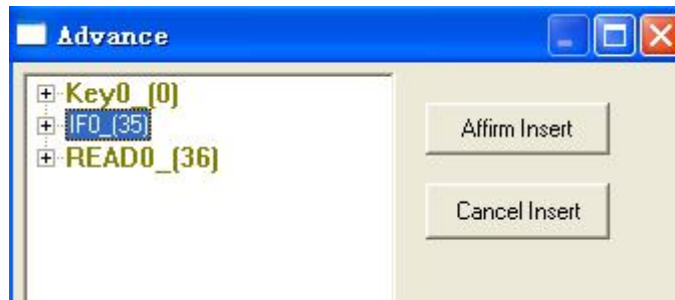 Advance
Key0_(0)
IF0_(35)
READ0_(36)
Affirm Insert
Cancel Insert